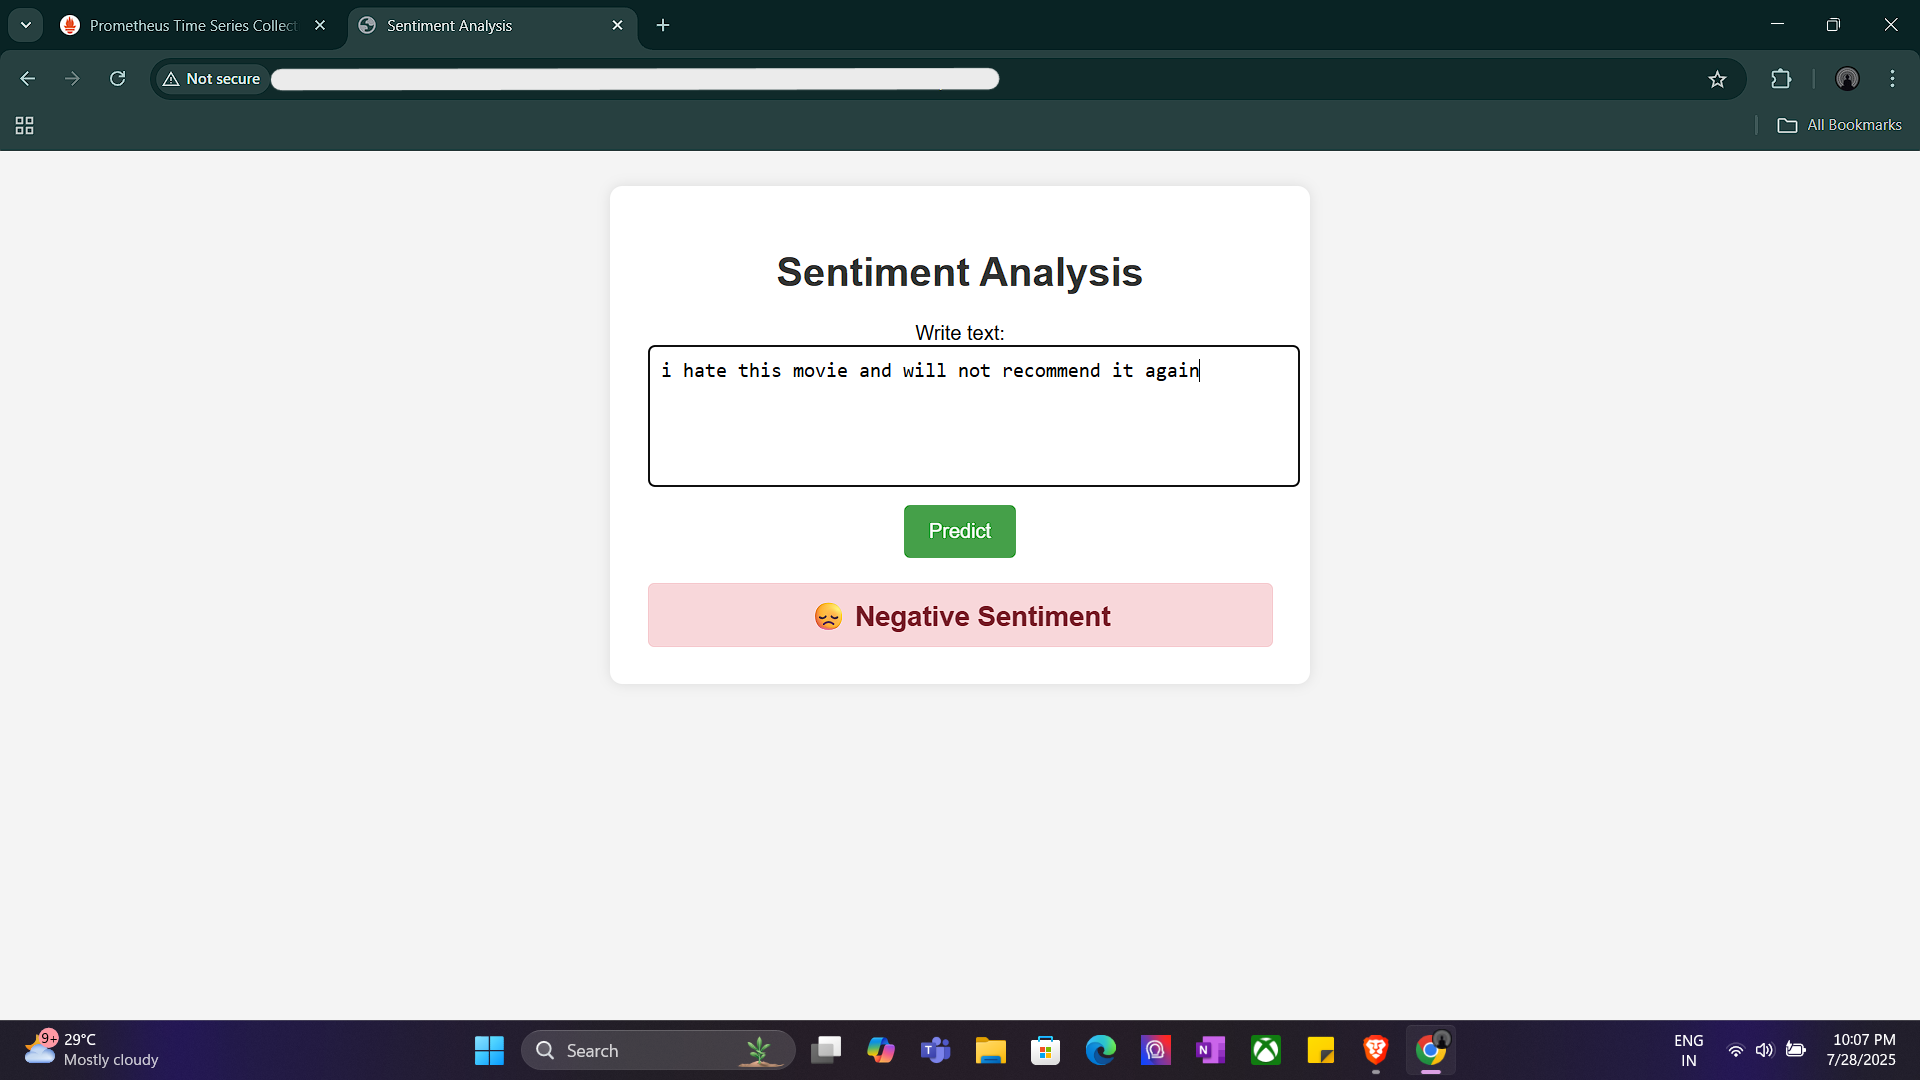 Prometheus Time Series Collect
Sentiment Analysis
Not secure
All Bookmarks
Sentiment Analysis
Write text:
i hate this movie and will not recommend it again
Predict
😞 Negative Sentiment
9+
29°C
Mostly cloudy
Search
ENG
IN
10:07 PM
7/28/2025